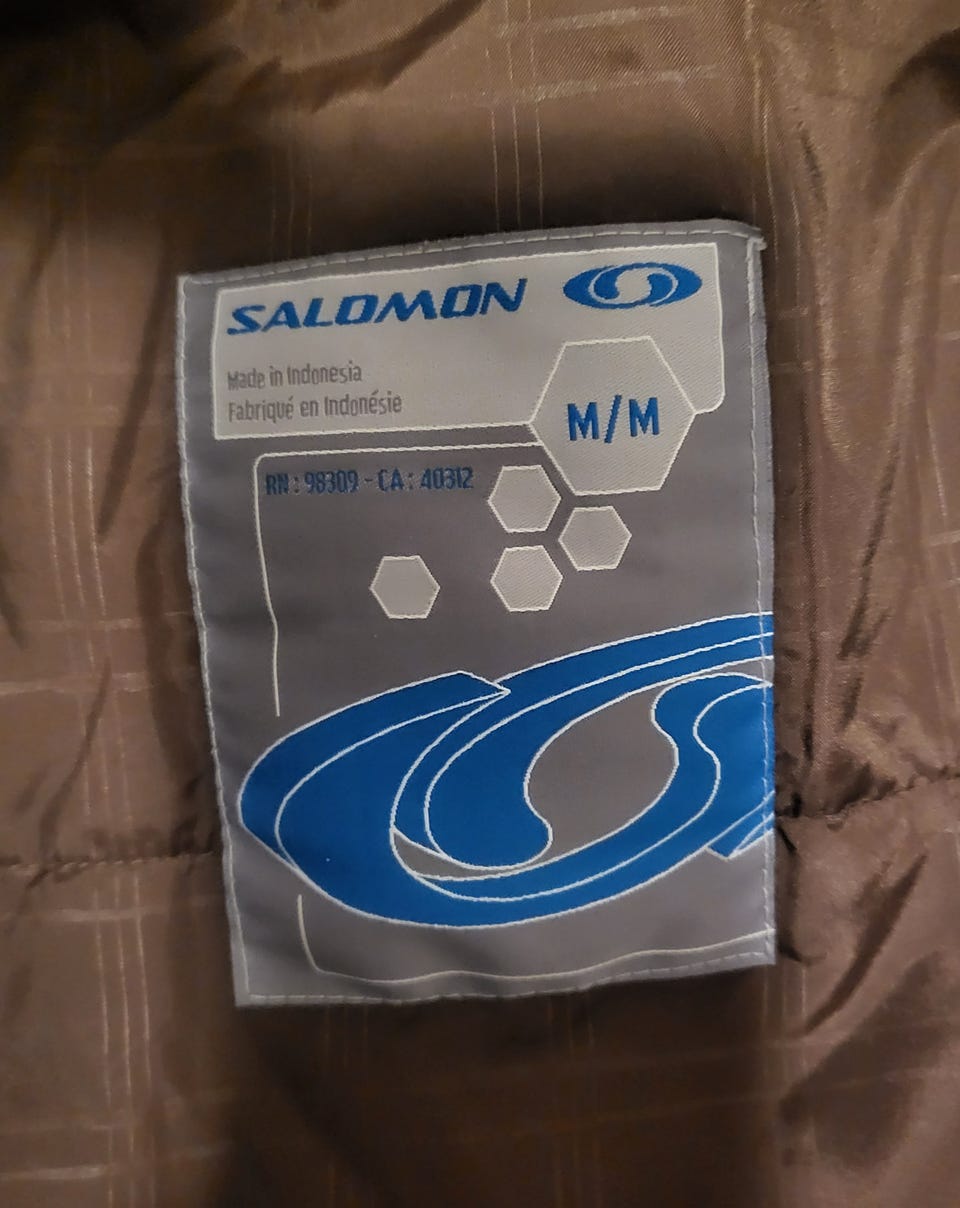 SALOMON
Made in Indonesia
Fabriqué en Indonésie
M/M
RN : 98309 - CA : 40312